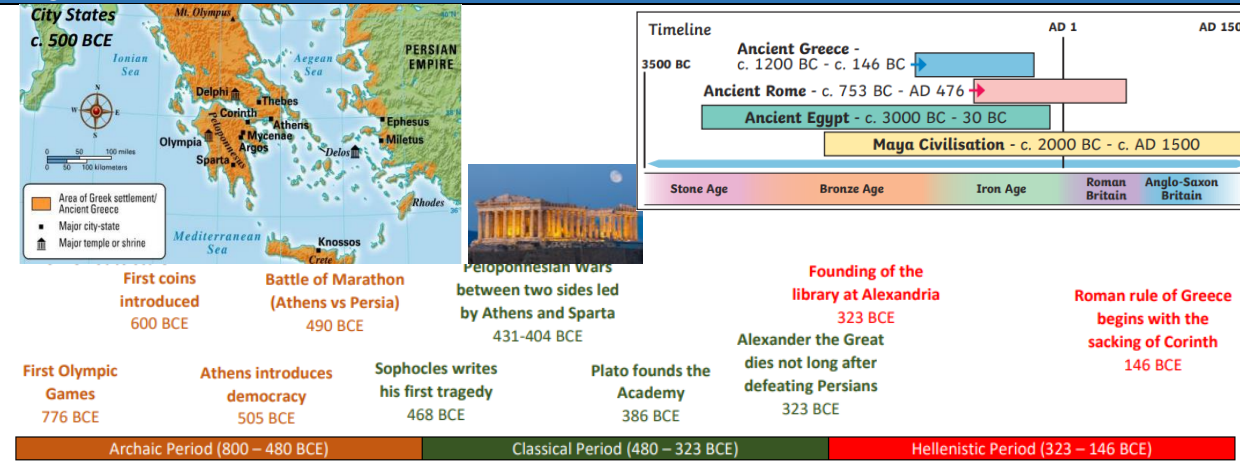 City States
c. 500 BCE
Mt. Olympus
Ionian
Sea
Aegean
Sea
PERSIAN
EMPIRE
N
W
E
S
Delphi
Thebes
Corinth
Athens
Ephesus
Olympia
Peloponnesus
Mycenae
Argos
Miletus
Delos
Sparta
0 50 100 miles
0 50 100 kilometers
Rhodes
Area of Greek settlement/
Ancient Greece
Major city-state
Major temple or shrine
Mediterranean
Sea
Knossos
Crete
Timeline
AD 1
AD 150
3500 BC
Ancient Greece -
c. 1200 BC - c. 146 BC
Ancient Rome - c. 753 BC - AD 476
Ancient Egypt - c. 3000 BC - 30 BC
Maya Civilisation - c. 2000 BC - c. AD 1500
Stone Age
Bronze Age
Iron Age
Roman
Britain
Anglo-Saxon
Britain
First coins
introduced
600 BCE
Battle of Marathon
(Athens vs Persia)
490 BCE
Peloponnesian Wars
between two sides led
by Athens and Sparta
431-404 BCE
Founding of the
library at Alexandria
323 BCE
Roman rule of Greece
begins with the
sacking of Corinth
146 BCE
First Olympic
Games
776 BCE
Athens introduces
democracy
505 BCE
Sophocles writes
his first tragedy
468 BCE
Plato founds the
Academy
386 BCE
Alexander the Great
dies not long after
defeating Persians
323 BCE
Archaic Period (800 – 480 BCE)
Classical Period (480 – 323 BCE)
Hellenistic Period (323 – 146 BCE)